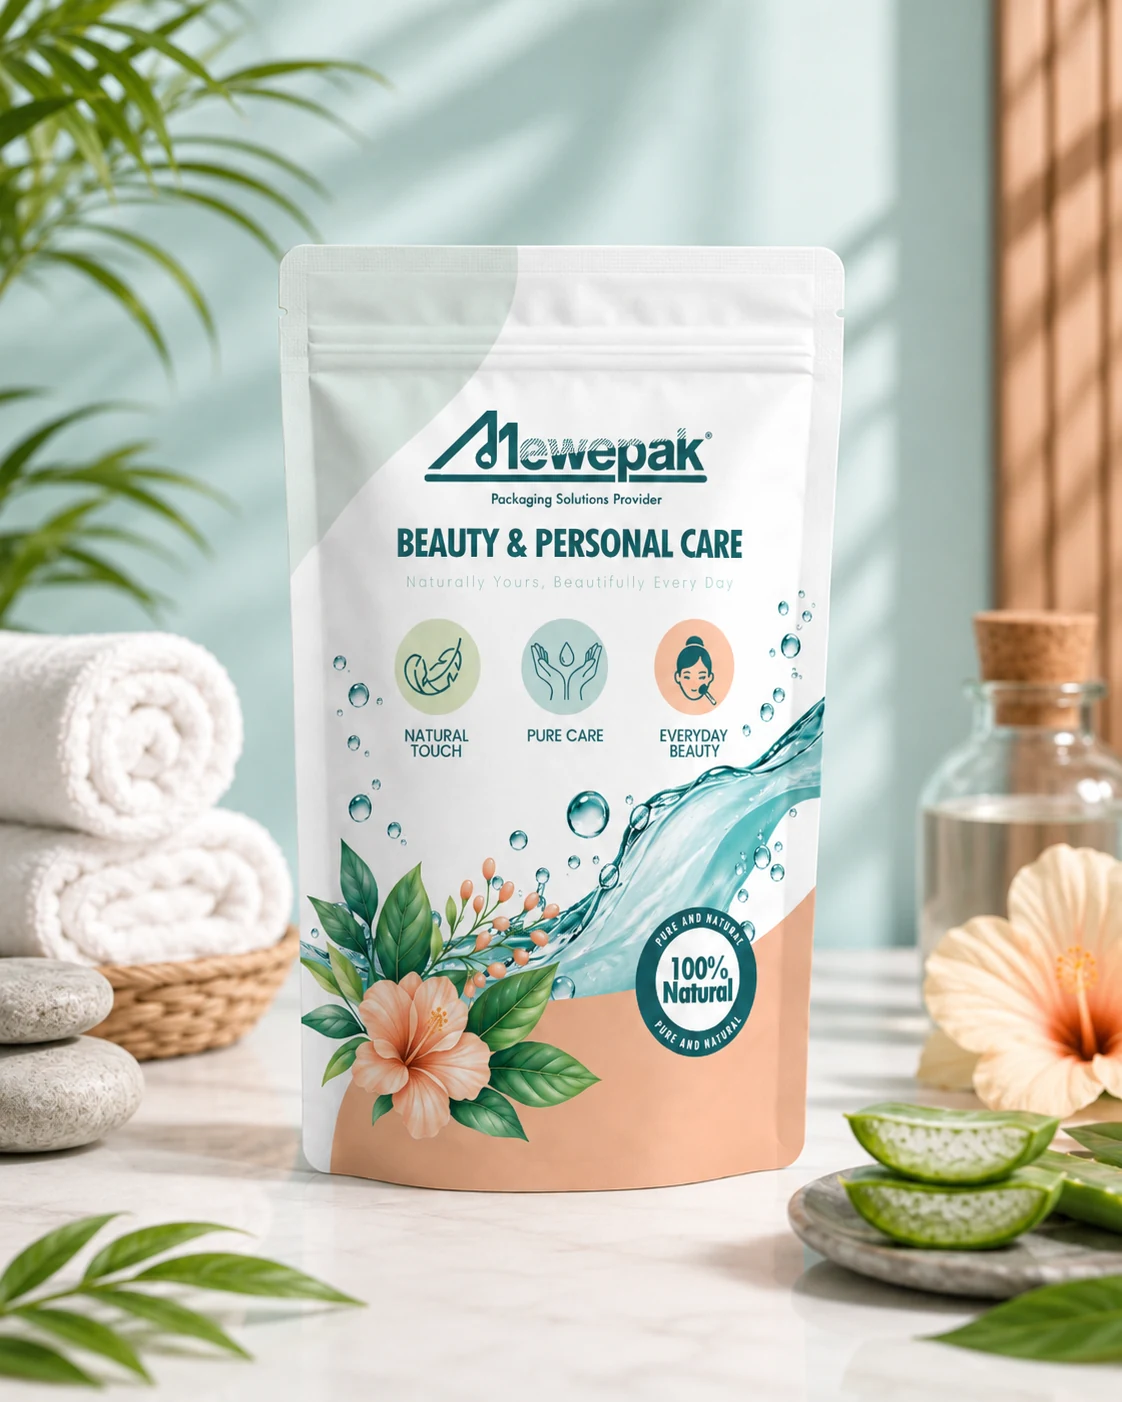 Mewepak®
Packaging Solutions Provider
BEAUTY & PERSONAL CARE
Naturally Yours, Beautifully Every Day
NATURAL
TOUCH
PURE CARE
EVERYDAY
BEAUTY
PURE AND NATURAL
100%
Natural
PURE AND NATURAL